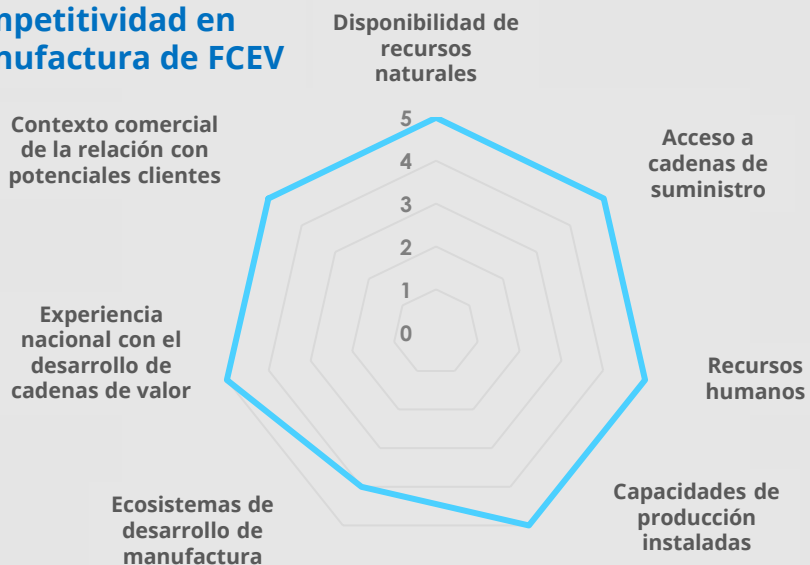 mpetitividad en
nufactura de FCEV
Disponibilidad de
recursos
naturales
Contexto comercial
de la relación con
potenciales clientes
Acceso a
cadenas de
suministro
5
4
3
2
1
0
Experiencia
nacional con el
desarrollo de
cadenas de valor
Recursos
humanos
Ecosistemas de
desarrollo de
manufactura
Capacidades de
producción
instaladas